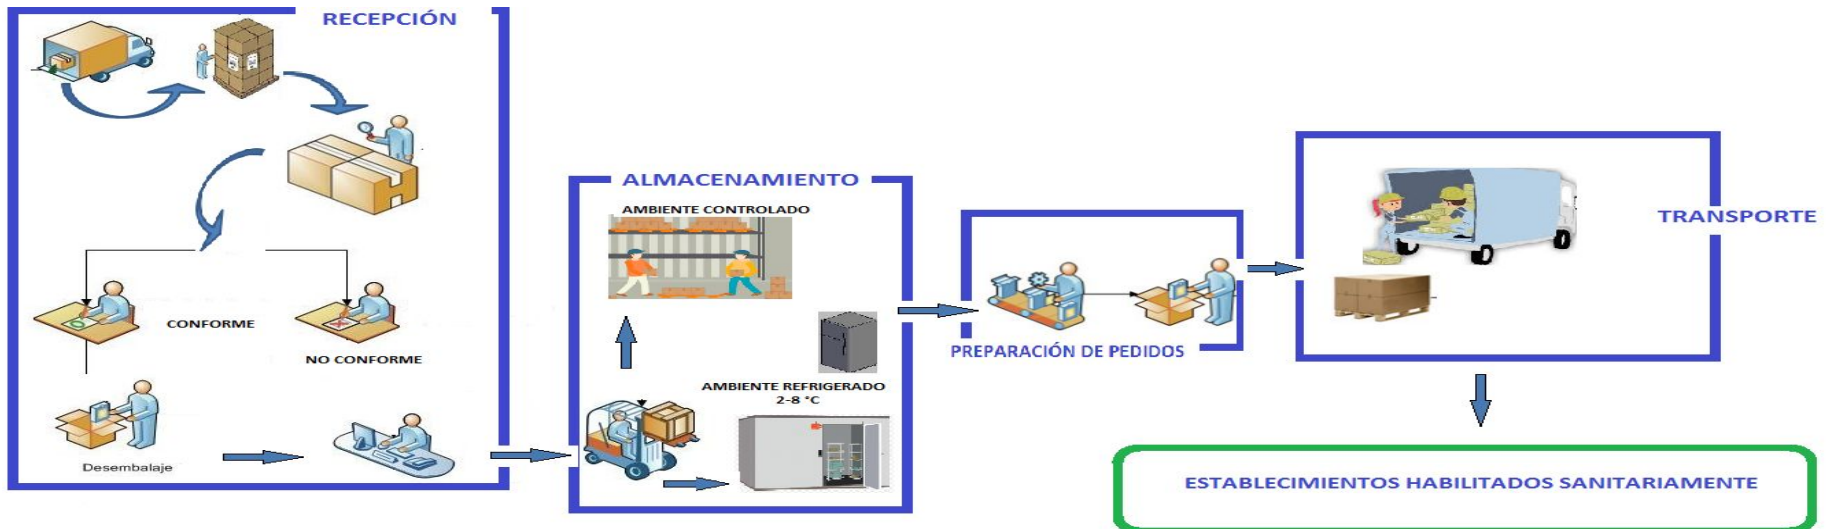 RECEPCIÓN
CONFORME
NO CONFORME
Desembalaje
ALMACENAMIENTO
AMBIENTE CONTROLADO
AMBIENTE REFRIGERADO
2-8 °C
PREPARACIÓN DE PEDIDOS
TRANSPORTE
ESTABLECIMIENTOS HABILITADOS SANITARIAMENTE